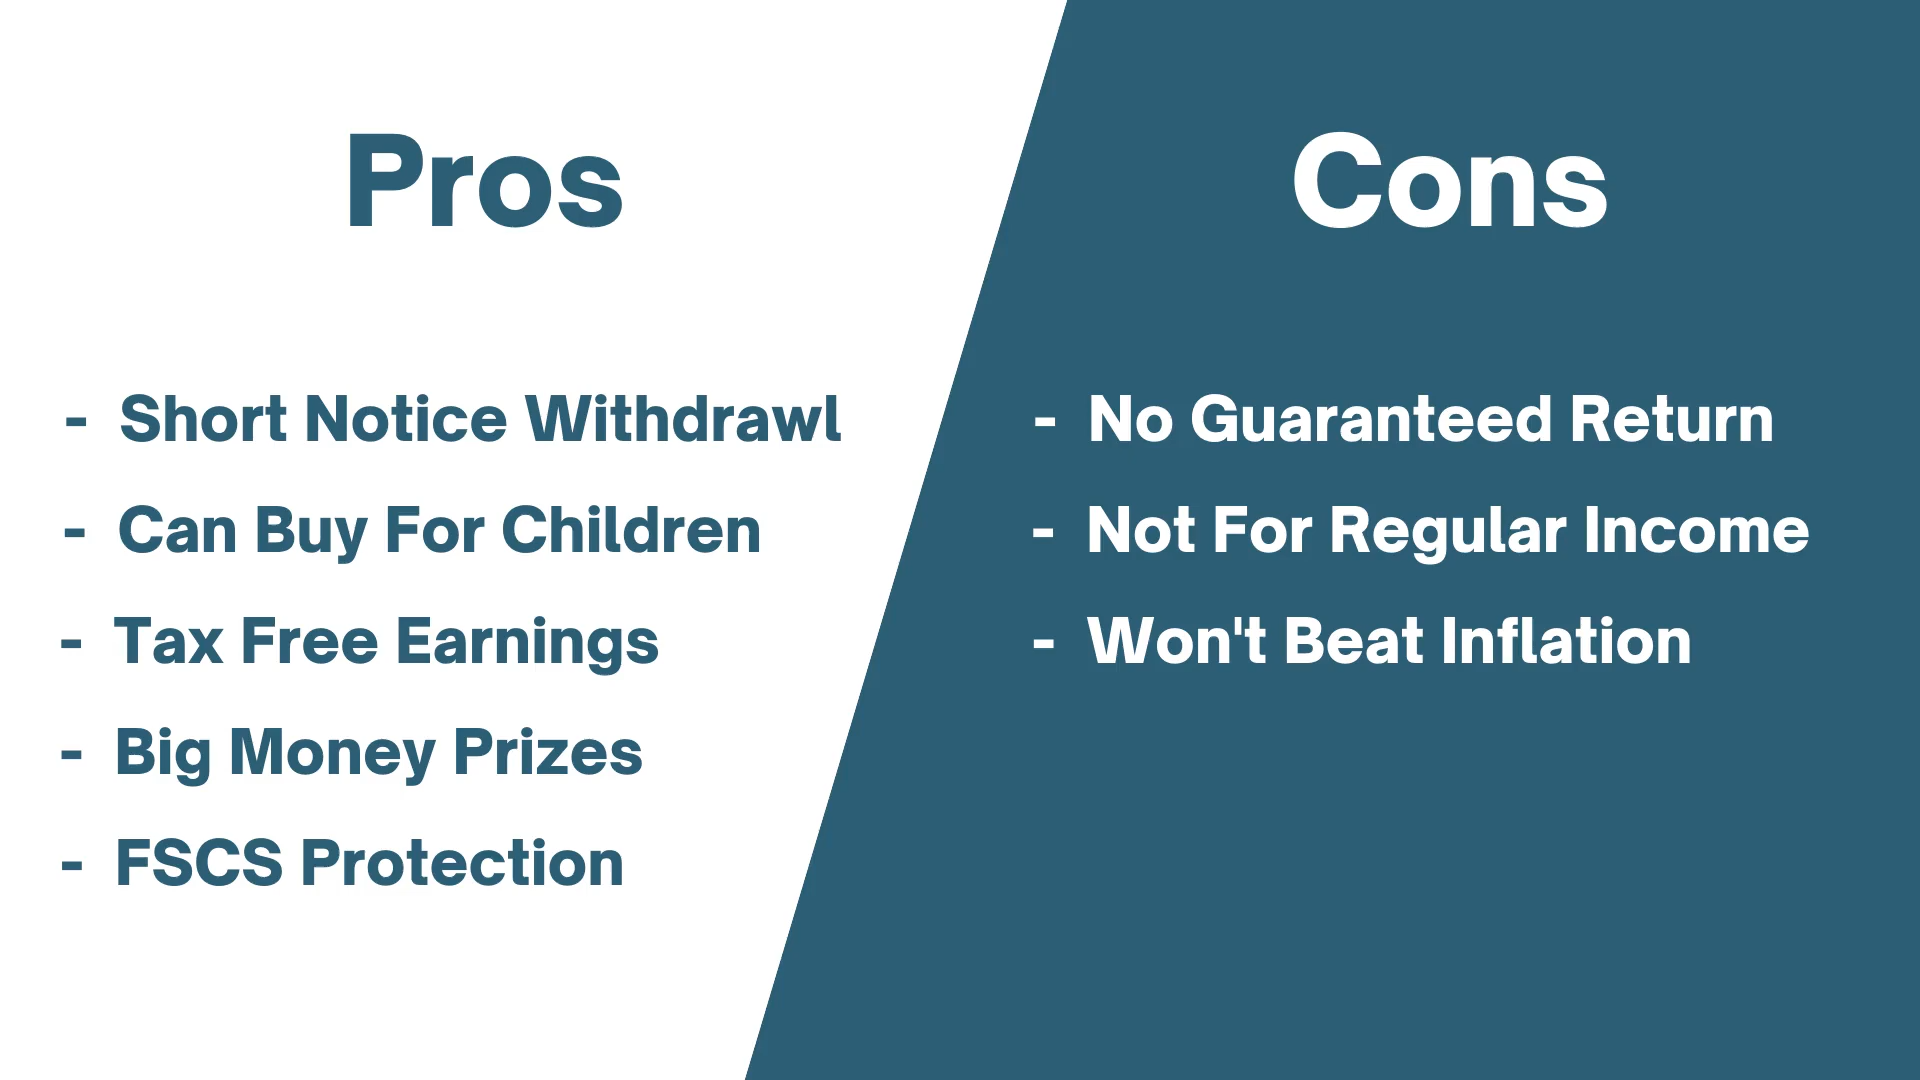 Pros
- Short Notice Withdrawl
- Can Buy For Children
- Tax Free Earnings
- Big Money Prizes
- FSCS Protection
Cons
- No Guaranteed Return
- Not For Regular Income
- Won't Beat Inflation